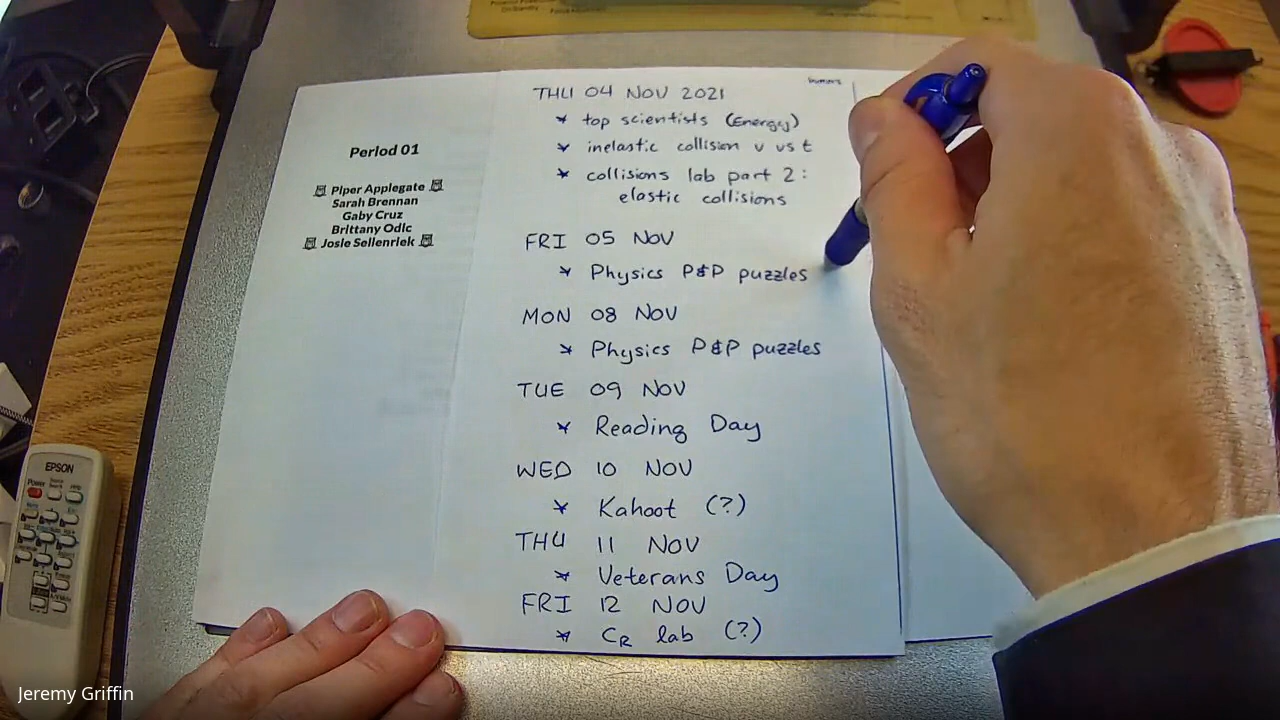 Period 01
Piper Applegate
Sarah Brennan
Gaby Cruz
Brittany Odle
Josie Sellenriek
THU 04 NOV 2021
* top scientists (Energy)
* inelastic collision v vs t
* collisions lab part 2:
elastic collisions
FRI 05 NOV
* Physics P&P puzzles
MON 08 NOV
* Physics P&P puzzles
TUE 09 NOV
* Reading Day
WED 10 NOV
* Kahoot (?)
THU 11 NOV
* Veterans Day
FRI 12 NOV
* CR lab (?)
EPSON
Power
Jeremy Griffin